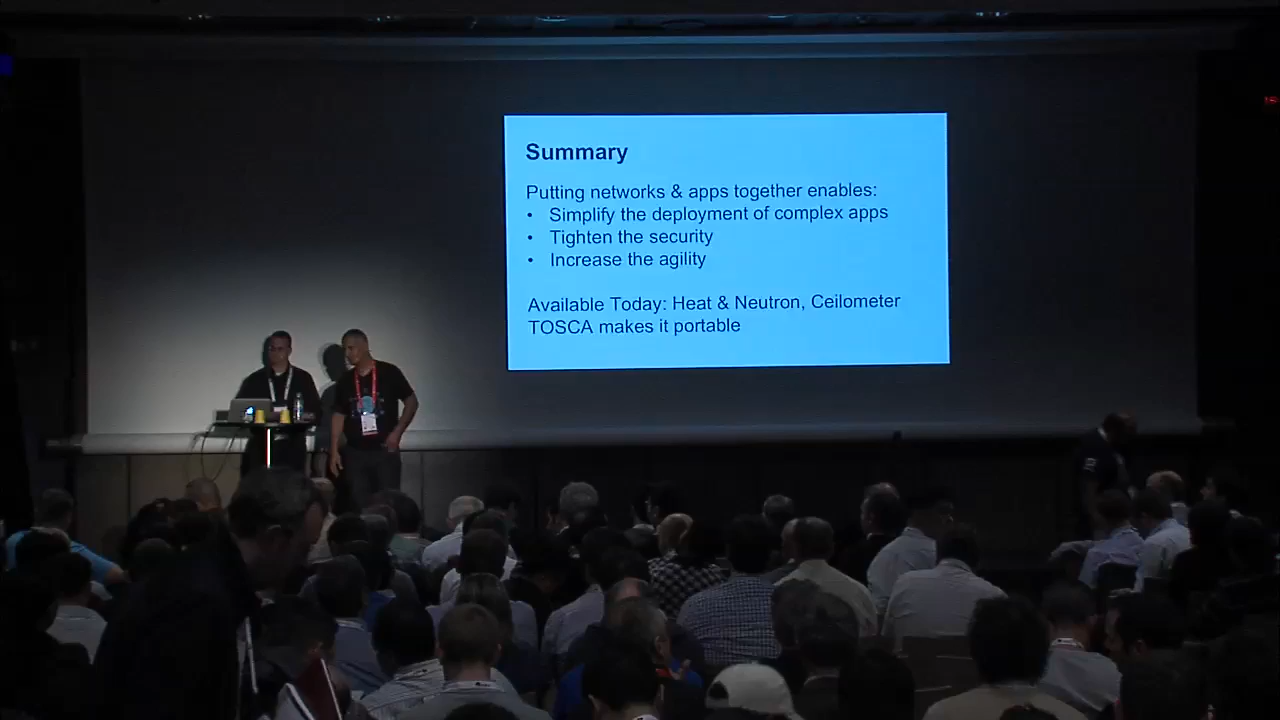 Summary
Putting networks & apps together enables:
• Simplify the deployment of complex apps
• Tighten the security
• Increase the agility
Available Today: Heat & Neutron, Ceilometer
TOSCA makes it portable